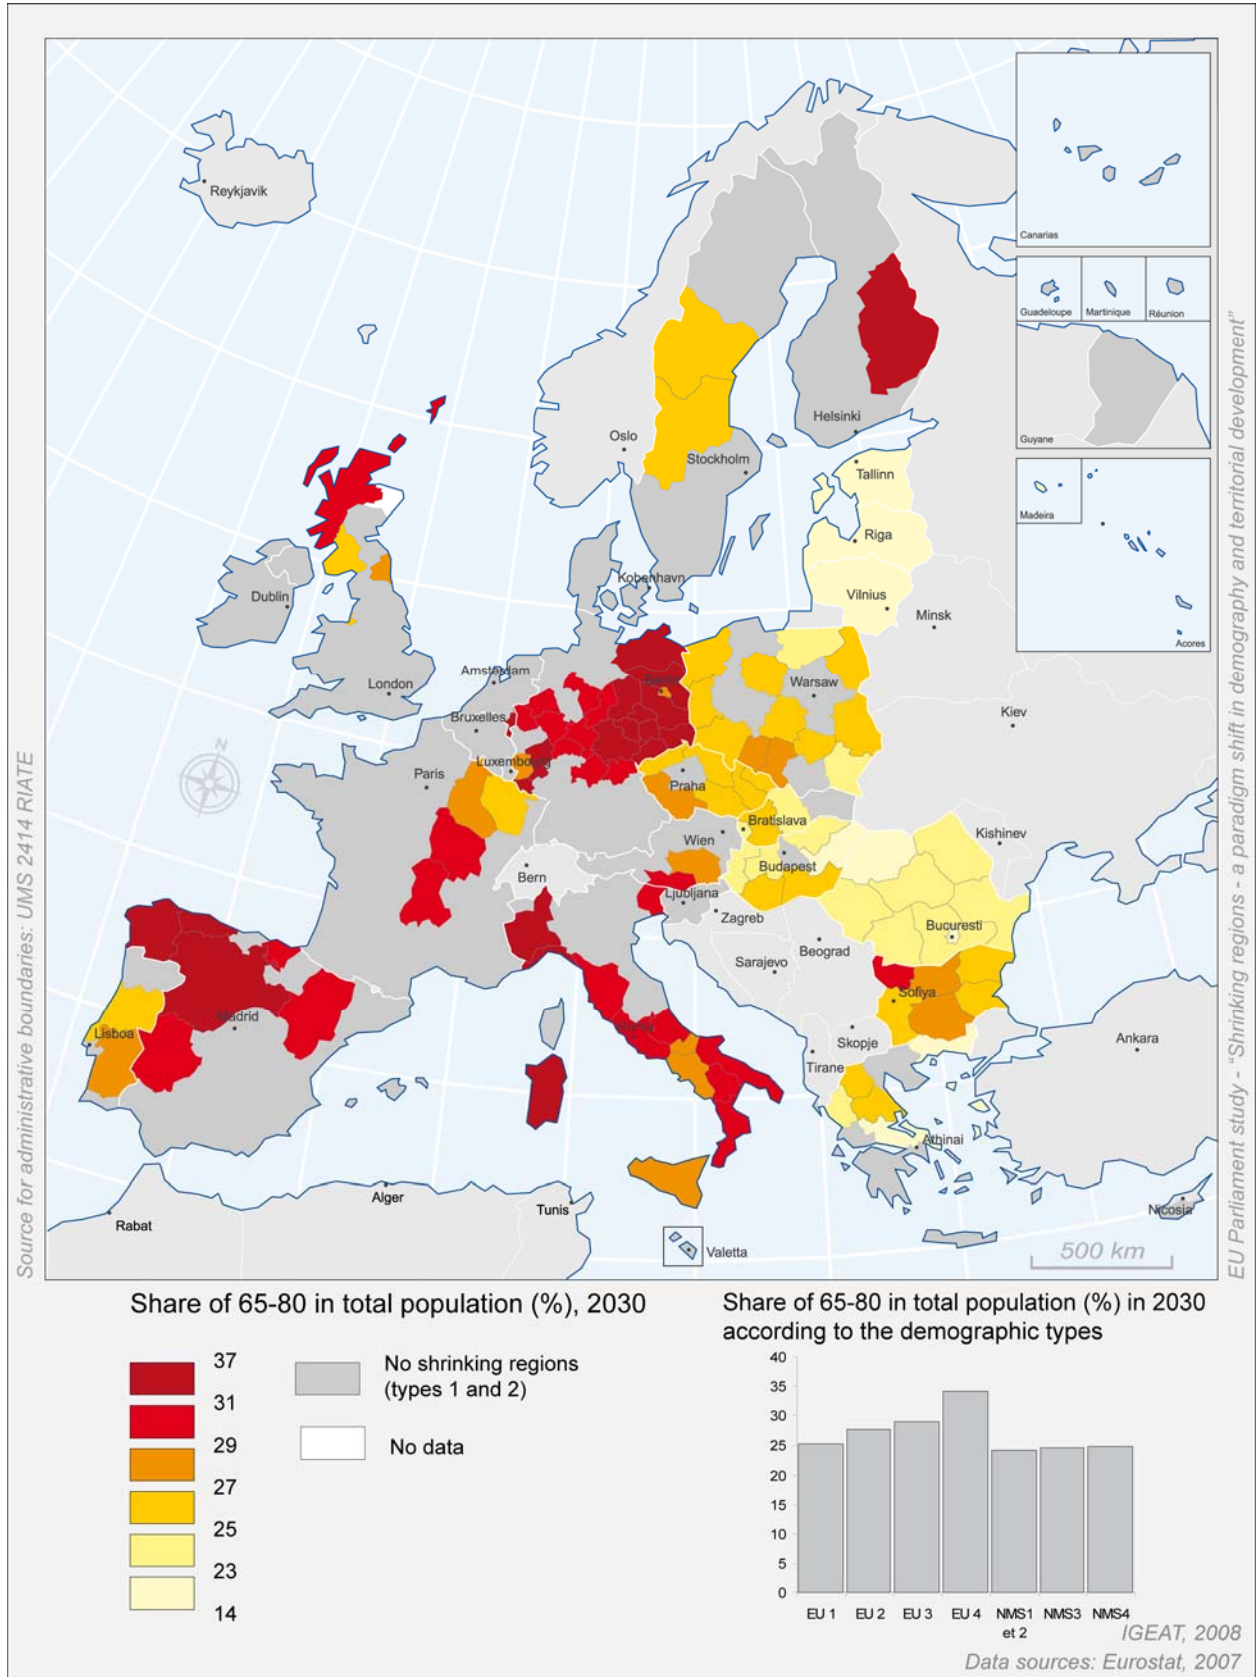 Reykjavik
Canarias
Guadeloupe
Martinique
Réunion
Guyane
Madeira
Acores
Helsinki
Oslo
Stockholm
Tallinn
Riga
Vilnius
Minsk
Kobenhavn
Dublin
London
Amsterdam
Berlin
Warsaw
Kiev
Bruxelles
Luxembourg
Paris
Praha
Bratislava
Wien
Budapest
Kishinev
Bern
Ljubljana
Zagreb
Bucuresti
Beograd
Sarajevo
Sofiya
Madrid
Lisboa
Roma
Skopje
Tirane
Ankara
Athinai
Alger
Tunis
Rabat
Valetta
Nicosia
N
500 km
Source for administrative boundaries: UMS 2414 RIATE
EU Parliament study - "Shrinking regions - a paradigm shift in demography and territorial development"
Share of 65-80 in total population (%), 2030
37
31
29
27
25
23
14
No shrinking regions
(types 1 and 2)
No data
Share of 65-80 in total population (%) in 2030
according to the demographic types
40
35
30
25
20
15
10
5
0
EU 1 EU 2 EU 3 EU 4 NMS1 NMS3 NMS4
et 2
IGEAT, 2008
Data sources: Eurostat, 2007